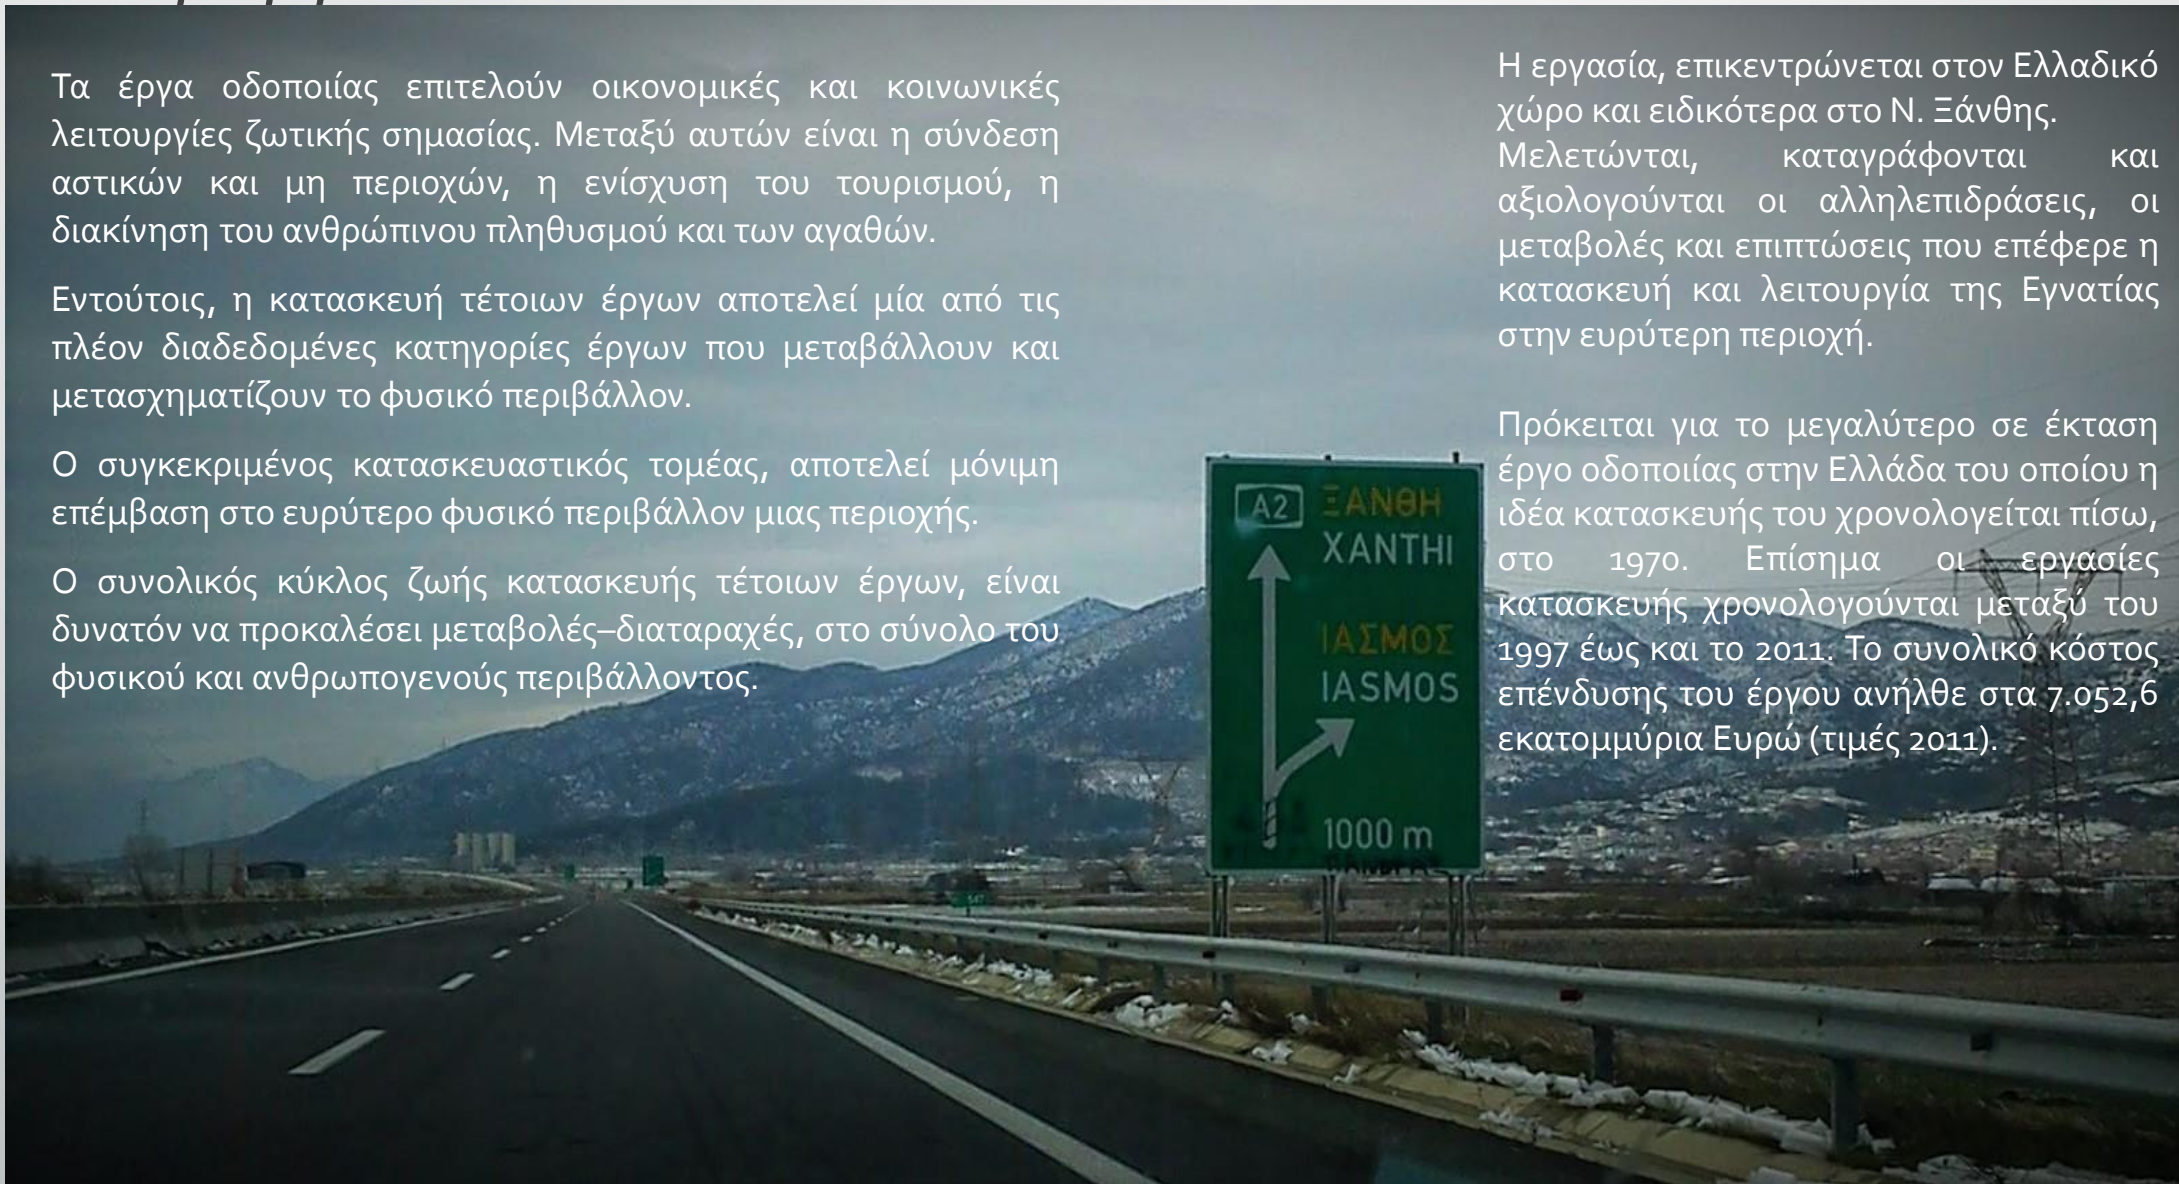 Τα έργα οδοποιίας επιτελούν οικονομικές και κοινωνικές
λειτουργίες ζωτικής σημασίας. Μεταξύ αυτών είναι η σύνδεση
αστικών και μη περιοχών, η ενίσχυση του τουρισμού, η
διακίνηση του ανθρώπινου πληθυσμού και των αγαθών.
Εντούτοις, η κατασκευή τέτοιων έργων αποτελεί μία από τις
πλέον διαδεδομένες κατηγορίες έργων που μεταβάλλουν και
μετασχηματίζουν το φυσικό περιβάλλον.
Ο συγκεκριμένος κατασκευαστικός τομέας, αποτελεί μόνιμη
επέμβαση στο ευρύτερο φυσικό περιβάλλον μιας περιοχής.
Ο συνολικός κύκλος ζωής κατασκευής τέτοιων έργων, είναι
δυνατόν να προκαλέσει μεταβολές–διαταραχές, στο σύνολο του
φυσικού και ανθρωπογενούς περιβάλλοντος.
Η εργασία, επικεντρώνεται στον Ελλαδικό
χώρο και ειδικότερα στο Ν. Ξάνθης.
Μελετώνται, καταγράφονται και
αξιολογούνται οι αλληλεπιδράσεις, οι
μεταβολές και επιπτώσεις που επέφερε η
κατασκευή και λειτουργία της Εγνατίας
στην ευρύτερη περιοχή.
Πρόκειται για το μεγαλύτερο σε έκταση
έργο οδοποιίας στην Ελλάδα του οποίου η
ιδέα κατασκευής του χρονολογείται πίσω,
στο 1970. Επίσημα οι εργασίες
κατασκευής χρονολογούνται μεταξύ του
1997 έως και το 2011. Το συνολικό κόστος
επένδυσης του έργου ανήλθε στα 7.052,6
εκατομμύρια Ευρώ (τιμές 2011).
A2 ΞΑΝΘΗ
XANTHI
ΙΑΣΜΟΣ
IASMOS
1000 m